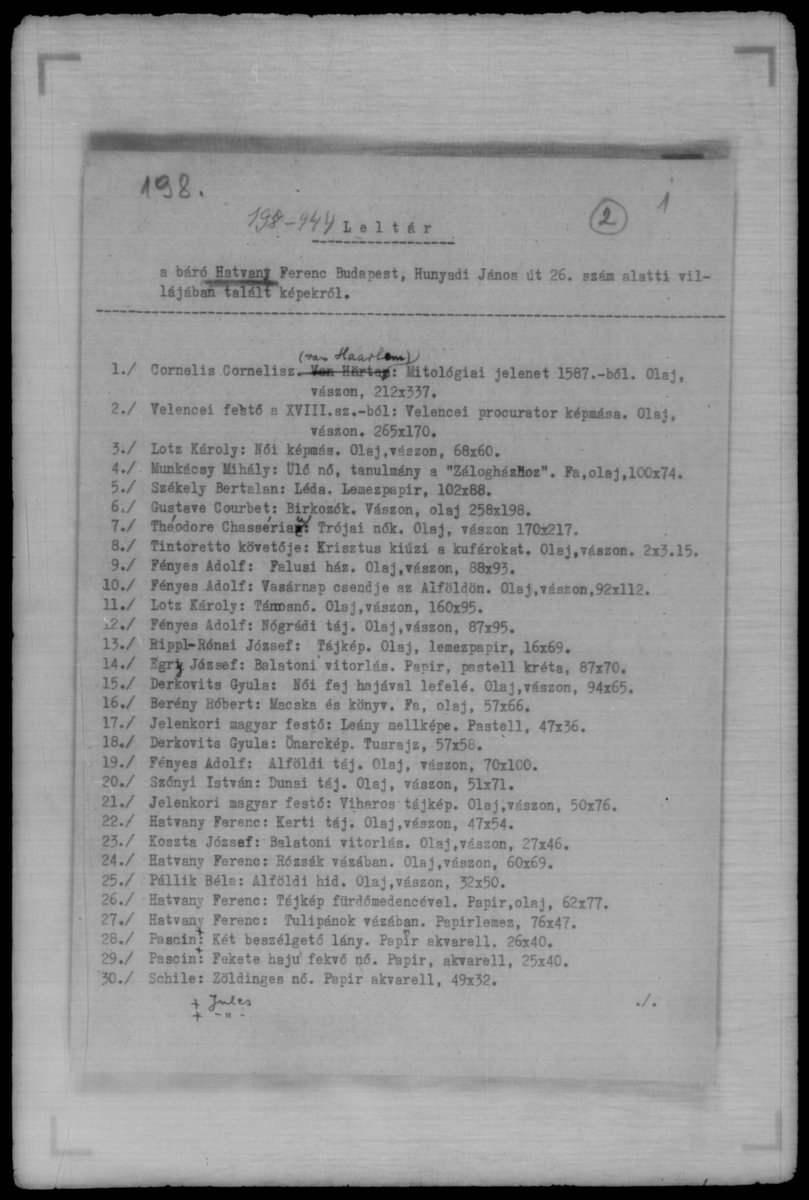 198.
198-944 Leltár
2
1
a báró Hatvany Ferenc Budapest, Hunyadi János út 26. szám alatti vil-
lájában talált képekről.
(van Haarlem)
1./ Cornelis Cornelisz. Van Härten: Mitológiai jelenet 1587.-ből. Olaj,
vászon, 212x337.
2./ Velencei festő a XVIII.sz.-ból: Velencei procurator képmása. Olaj,
vászon. 265x170.
3./ Lotz Károly: Női képmás. Olaj,vászon, 68x60.
4./ Munkácsy Mihály: Ülő nő, tanulmány a "Zálogházhoz". Fa,olaj,100x74.
5./ Székely Bertalan: Léda. Lemezpapir, 102x88.
6./ Gustave Courbet: Birkozók. Vászon, olaj 258x198.
7./ Théodore Chassériau: Trójai nők. Olaj, vászon 170x217.
8./ Tintoretto követője: Krisztus kiűzi a kufárokat. Olaj,vászon. 2x3.15.
9./ Fényes Adolf: Falusi ház. Olaj,vászon, 88x93.
10./ Fényes Adolf: Vasárnap csendje az Alföldön. Olaj,vászon,92x112.
11./ Lotz Károly: Táncosnő. Olaj,vászon, 160x95.
12./ Fényes Adolf: Nógrádi táj. Olaj,vászon, 87x95.
13./ Rippl-Rónai József: Tájkép. Olaj, lemezpapir, 16x69.
14./ Egry József: Balatoni vitorlás. Papir, pastell kréta, 87x70.
15./ Derkovits Gyula: Női fej hajával lefelé. Olaj,vászon, 94x65.
16./ Berény Róbert: Macska és könyv. Fa, olaj, 57x66.
17./ Jelenkori magyar festő: Leány mellképe. Pastell, 47x36.
18./ Derkovits Gyula: Önarckép. Tusrajz, 57x58.
19./ Fényes Adolf: Alföldi táj. Olaj, vászon, 70x100.
20./ Szőnyi István: Dunai táj. Olaj, vászon, 51x71.
21./ Jelenkori magyar festő: Viharos tájkép. Olaj,vászon, 50x76.
22./ Hatvany Ferenc: Kerti táj. Olaj,vászon, 47x54.
23./ Koszta József: Balatoni vitorlás. Olaj,vászon, 27x46.
24./ Hatvany Ferenc: Rózsák vázában. Olaj,vászon, 60x69.
25./ Pállik Béla: Alföldi hid. Olaj,vászon, 32x50.
26./ Hatvany Ferenc: Tájkép fürdőmedencével. Papir,olaj, 62x77.
27./ Hatvany Ferenc: Tulipánok vázában. Papirlemez, 76x47.
28./ Pascin+: Két beszélgető lány. Papir akvarell, 26x40.
29./ Pascin+: Fekete haju fekvő nő. Papir, akvarell, 25x40.
30./ Schile: Zöldinges nő. Papir akvarell, 49x32.
+ Jules
+ -"-
./.